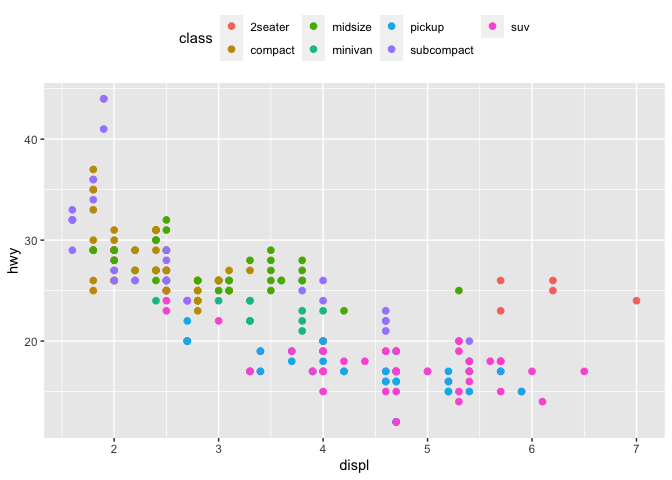 class 2seater midsize pickup suv
compact minivan subcompact
40
30
20
hwy
2 3 4 5 6 7
displ